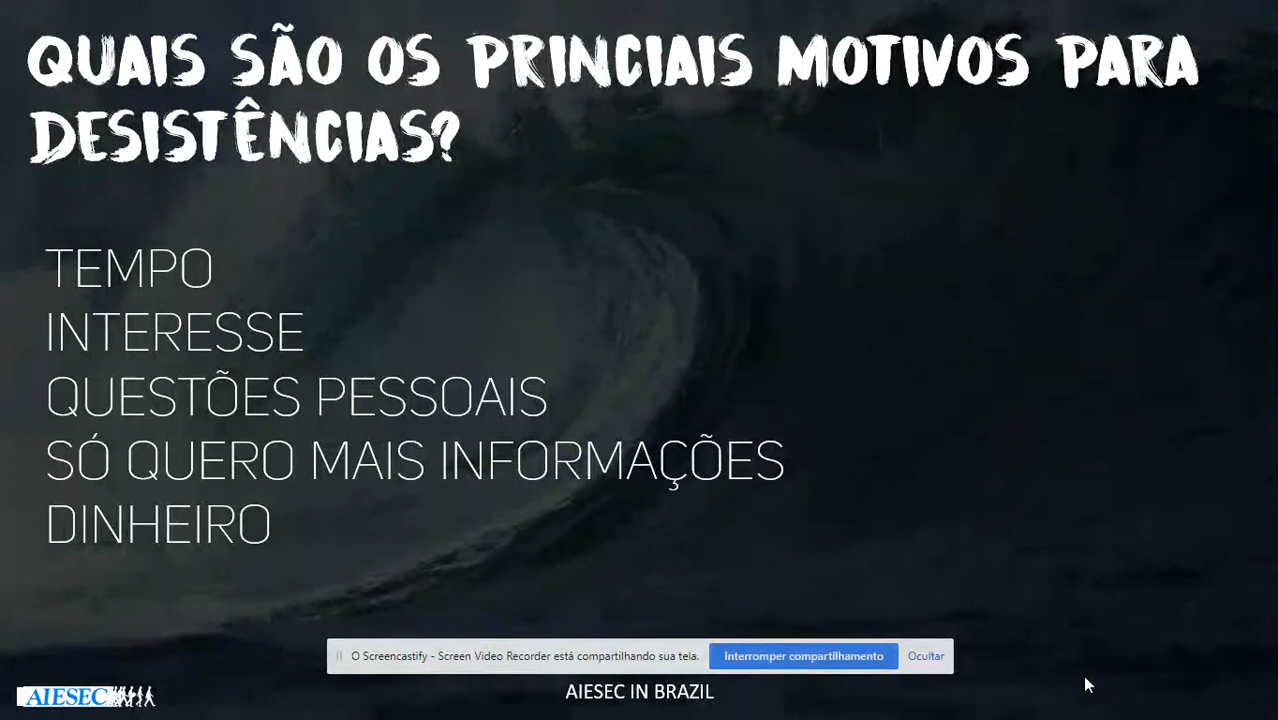 QUAIS SÃO OS PRINCIAIS MOTIVOS PARA
DESISTÊNCIAS?
TEMPO
INTERESSE
QUESTÕES PESSOAIS
SÓ QUERO MAIS INFORMAÇÕES
DINHEIRO
O Screencastify - Screen Video Recorder está compartilhando sua tela. Interromper compartilhamento Ocultar
AIESEC
AIESEC IN BRAZIL